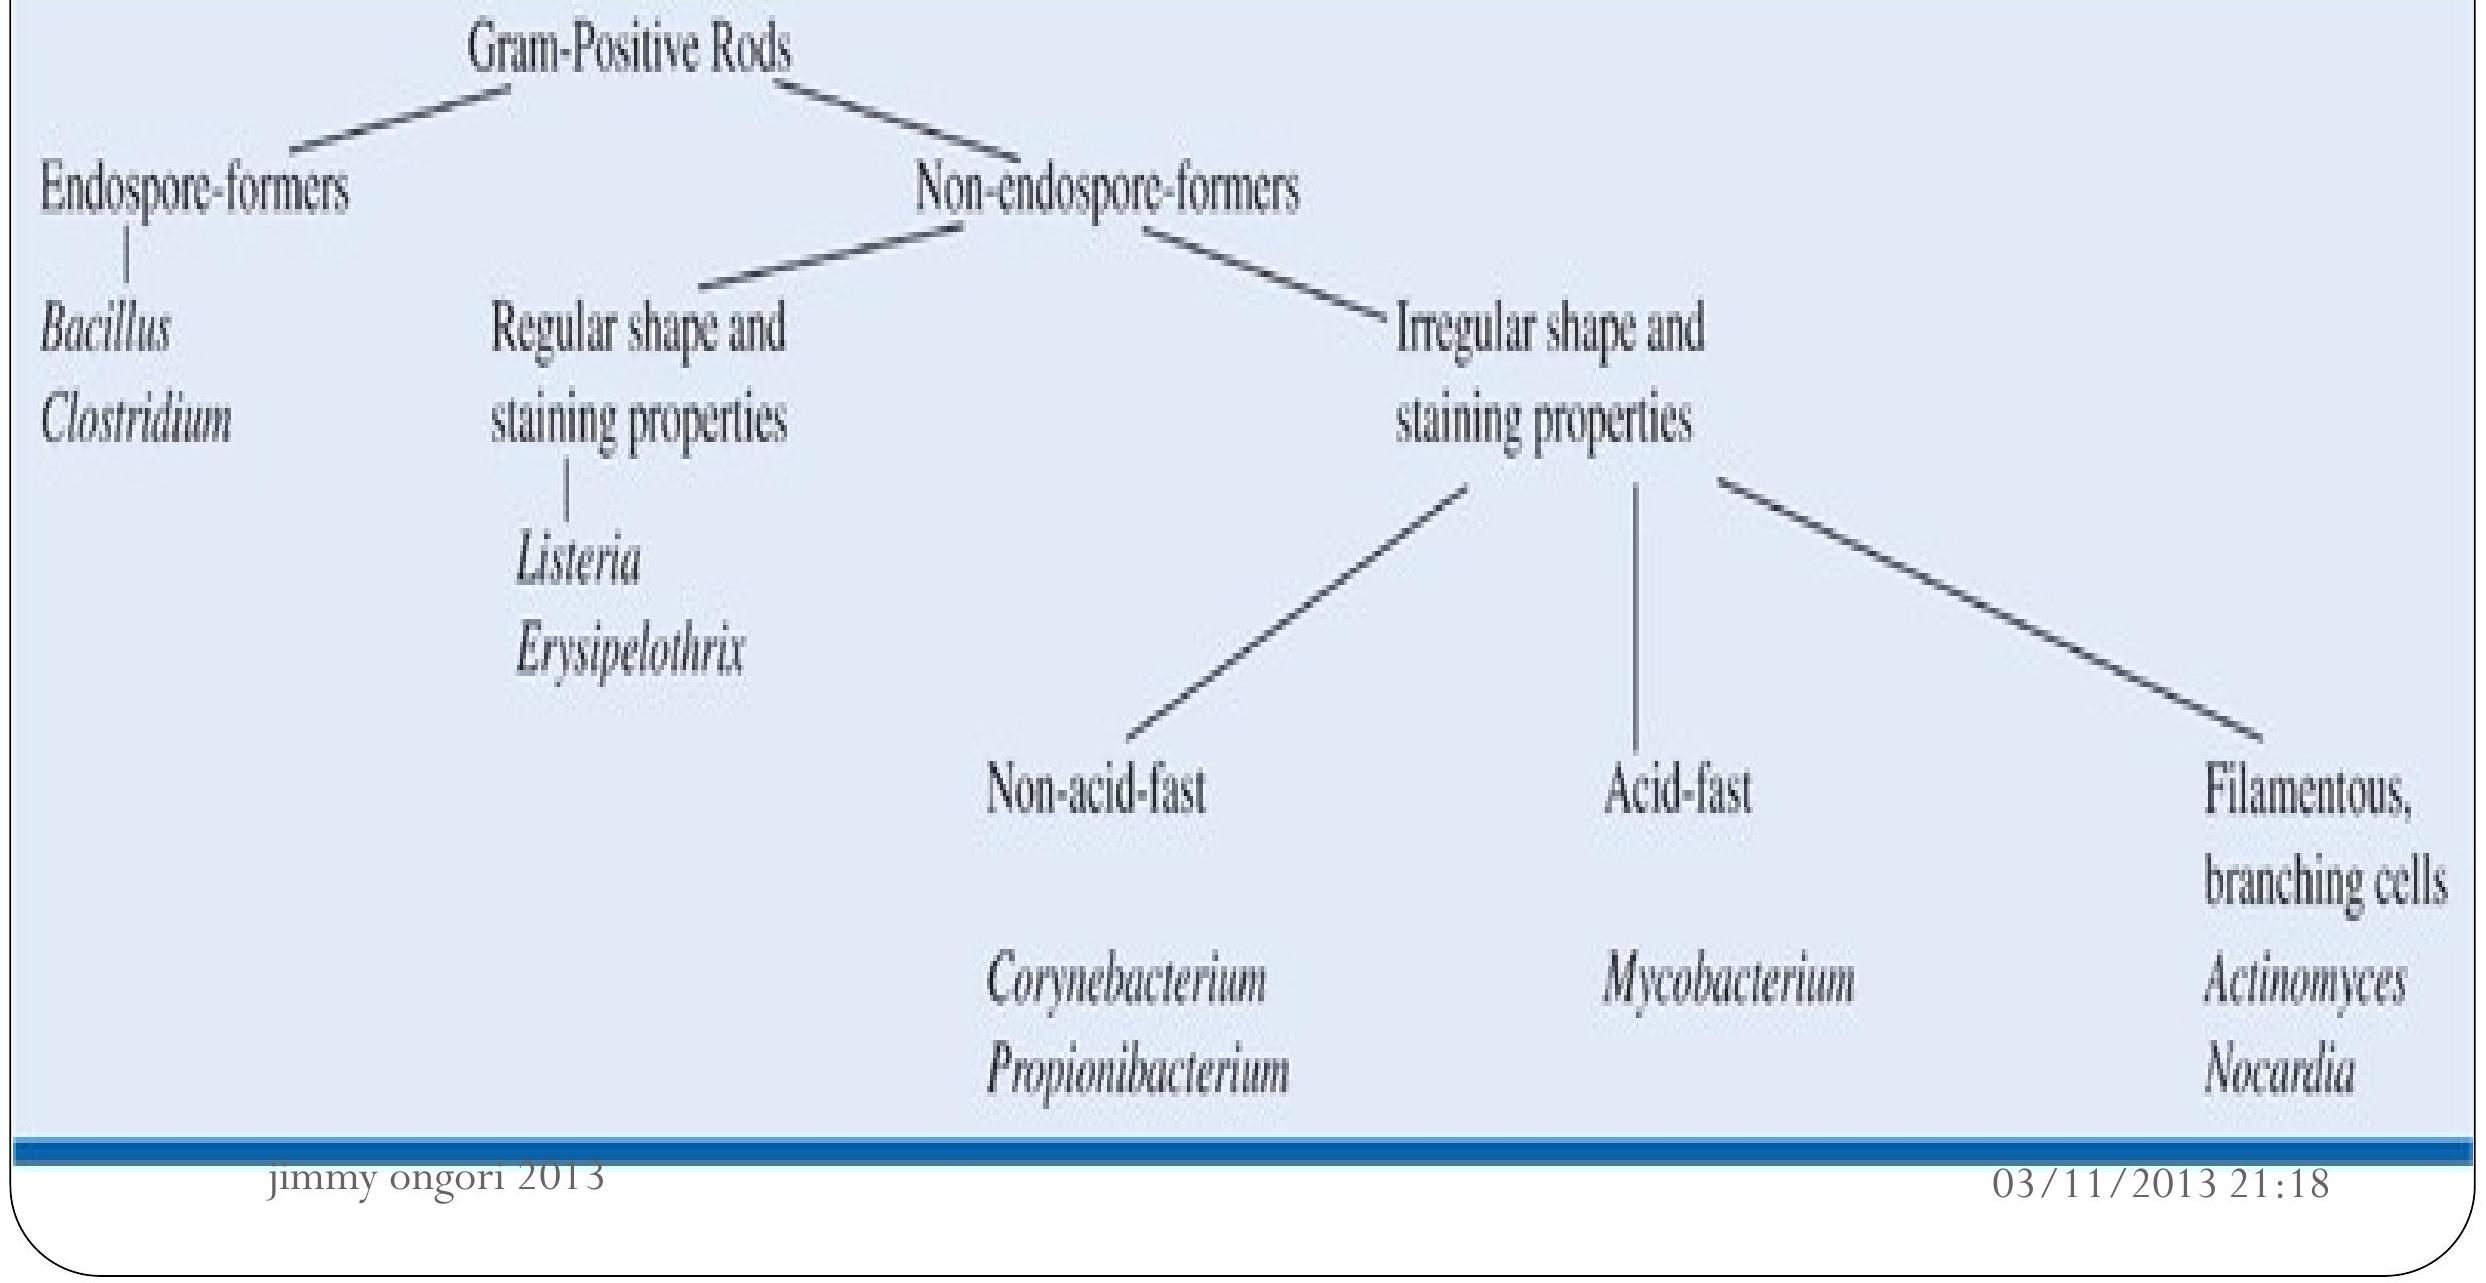 Gram-Positive Rods
Endospore-formers
Non-endospore-formers
Bacillus
Clostridium
Regular shape and
staining properties
Irregular shape and
staining properties
Listeria
Erysipelothrix
Non-acid-fast
Acid-fast
Filamentous,
branching cells
Corynebacterium
Propionibacterium
Mycobacterium
Actinomyces
Nocardia
jimmy ongori 2013
03/11/2013 21:18